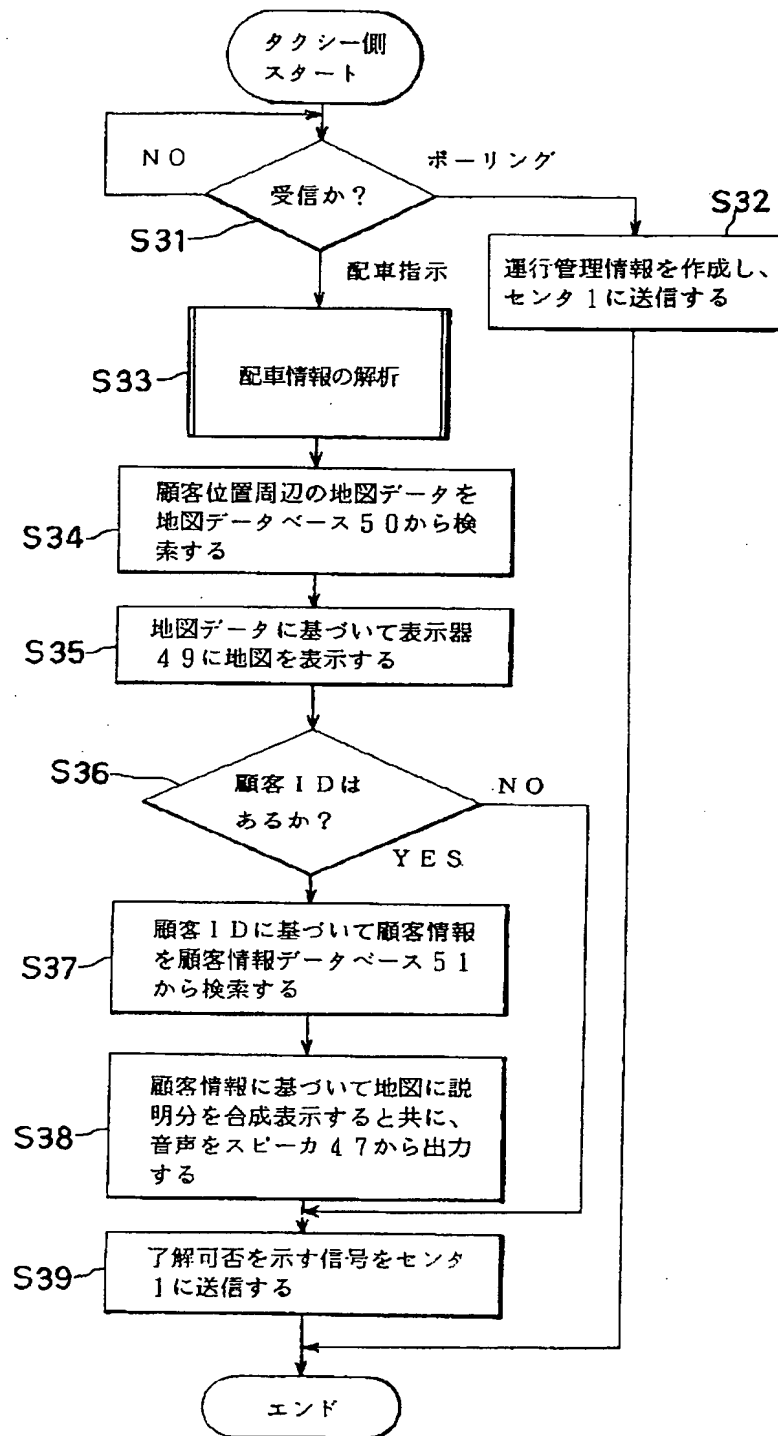 タクシー側
スタート
NO
ポーリング
受信か？
S31
S32
配車指示
運行管理情報を作成し、
センタ1に送信する
S33
配車情報の解析
顧客位置周辺の地図データを
地図データベース50から検
索する
S34
地図データに基づいて表示器
49に地図を表示する
S35
S36
顧客IDは
あるか？
NO
YES
顧客IDに基づいて顧客情報
を顧客情報データベース51
から検索する
S37
顧客情報に基づいて地図に説
明分を合成表示すると共に、
音声をスピーカ47から出力
する
S38
了解可否を示す信号をセンタ
1に送信する
S39
エンド